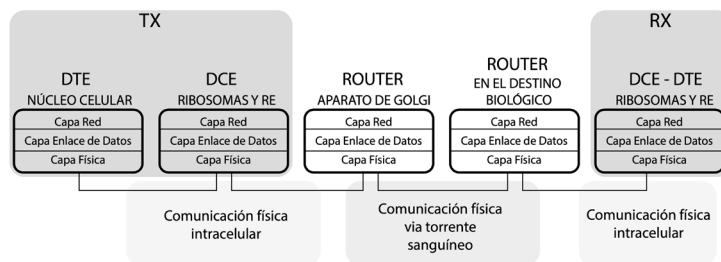 TX
RX
DTE
NÚCLEO CELULAR
Capa Red
Capa Enlace de Datos
Capa Física
DCE
RIBOSOMAS Y RE
Capa Red
Capa Enlace de Datos
Capa Física
ROUTER
APARATO DE GOLGI
Capa Red
Capa Enlace de Datos
Capa Física
ROUTER
EN EL DESTINO
BIOLÓGICO
Capa Red
Capa Enlace de Datos
Capa Física
DCE - DTE
RIBOSOMAS Y RE
Capa Red
Capa Enlace de Datos
Capa Física
Comunicación física
intracelular
Comunicación física
via torrente
sanguíneo
Comunicación física
intracelular